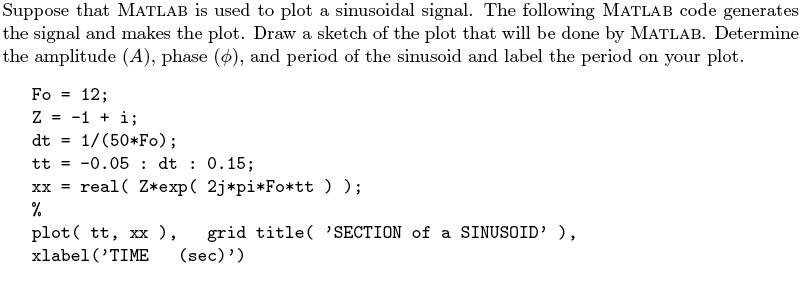 Suppose that MATLAB is used to plot a sinusoidal signal. The following MATLAB code generates
the signal and makes the plot. Draw a sketch of the plot that will be done by MATLAB. Determine
the amplitude (A), phase (ϕ), and period of the sinusoid and label the period on your plot.
Fo = 12;
Z = -1 + i;
dt = 1/(50*Fo);
tt = -0.05 : dt : 0.15;
xx = real( Z*exp( 2j*pi*Fo*tt ) );
%
plot( tt, xx ),   grid title( ’SECTION of a SINUSOID’ ),
xlabel(’TIME   (sec)’)